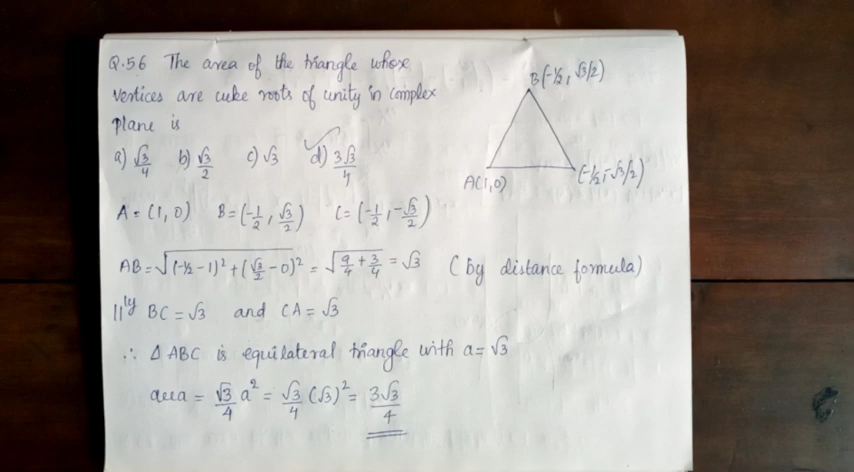 Q.56 The area of the triangle whose
vertices are cube roots of unity in complex
plane is
a) √3/4 b) √3/2 c) √3 d) 3√3/4
B(-½, √3/2)
A(1,0)
(-½,-√3/2)
A = (1, 0) B = (-1/2, √3/2) C = (-1/2, -√3/2)
AB = √((-½ - 1)² + (√3/2 - 0)²) = √(9/4 + 3/4) = √3 (by distance formula)
||ly BC = √3 and CA = √3
∴ Δ ABC is equilateral triangle with a = √3
area = √3/4 a² = √3/4 (√3)² = 3√3/4